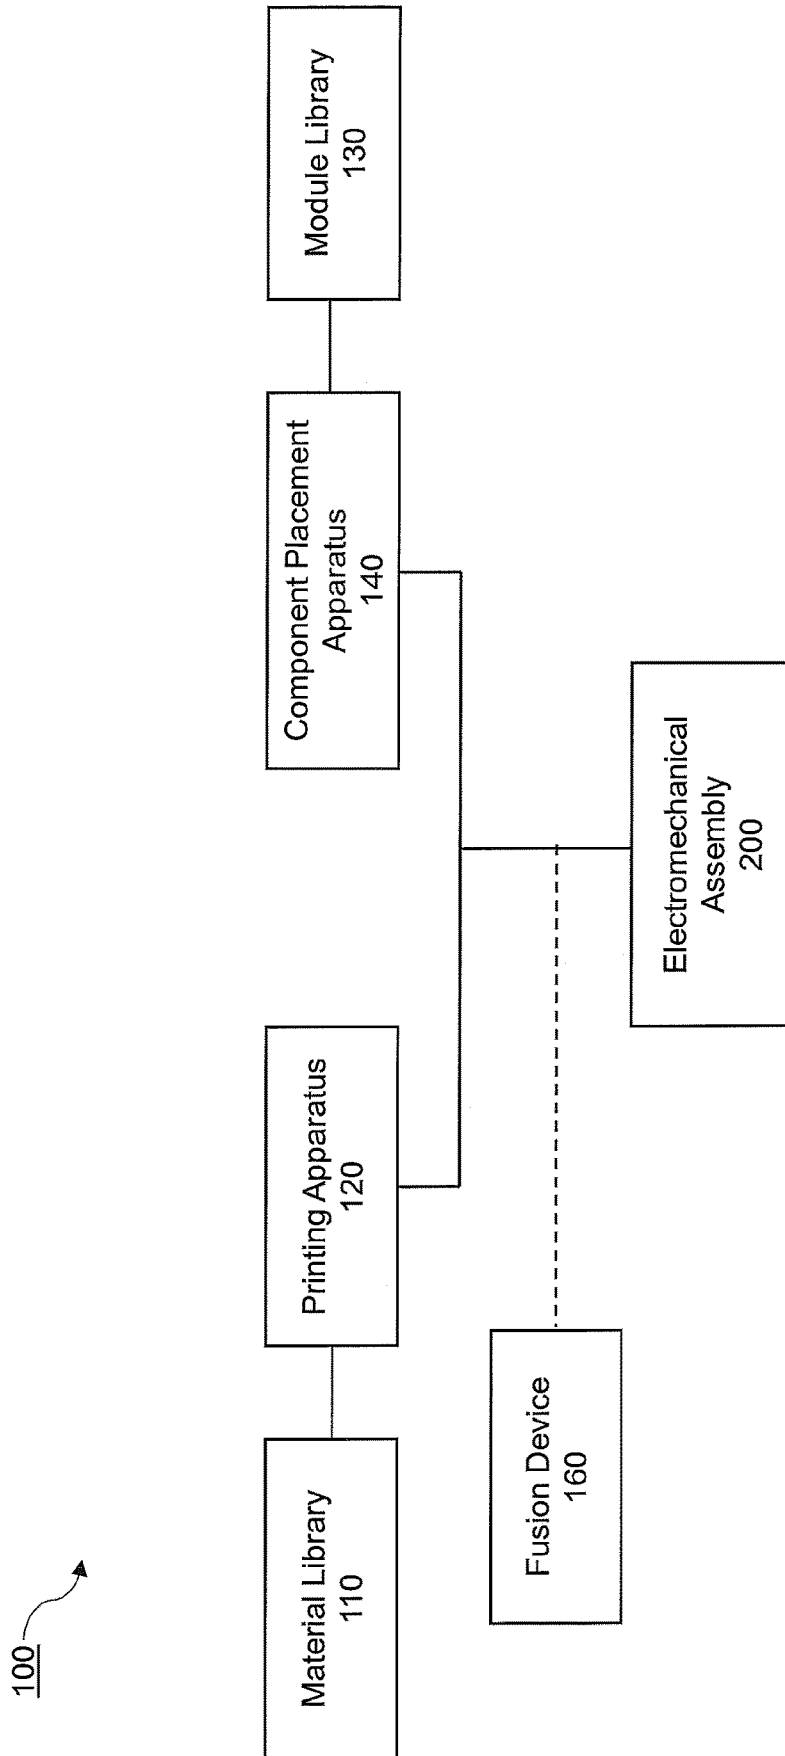 100
Material Library
110
Printing Apparatus
120
Component Placement
Apparatus
140
Module Library
130
Fusion Device
160
Electromechanical
Assembly
200